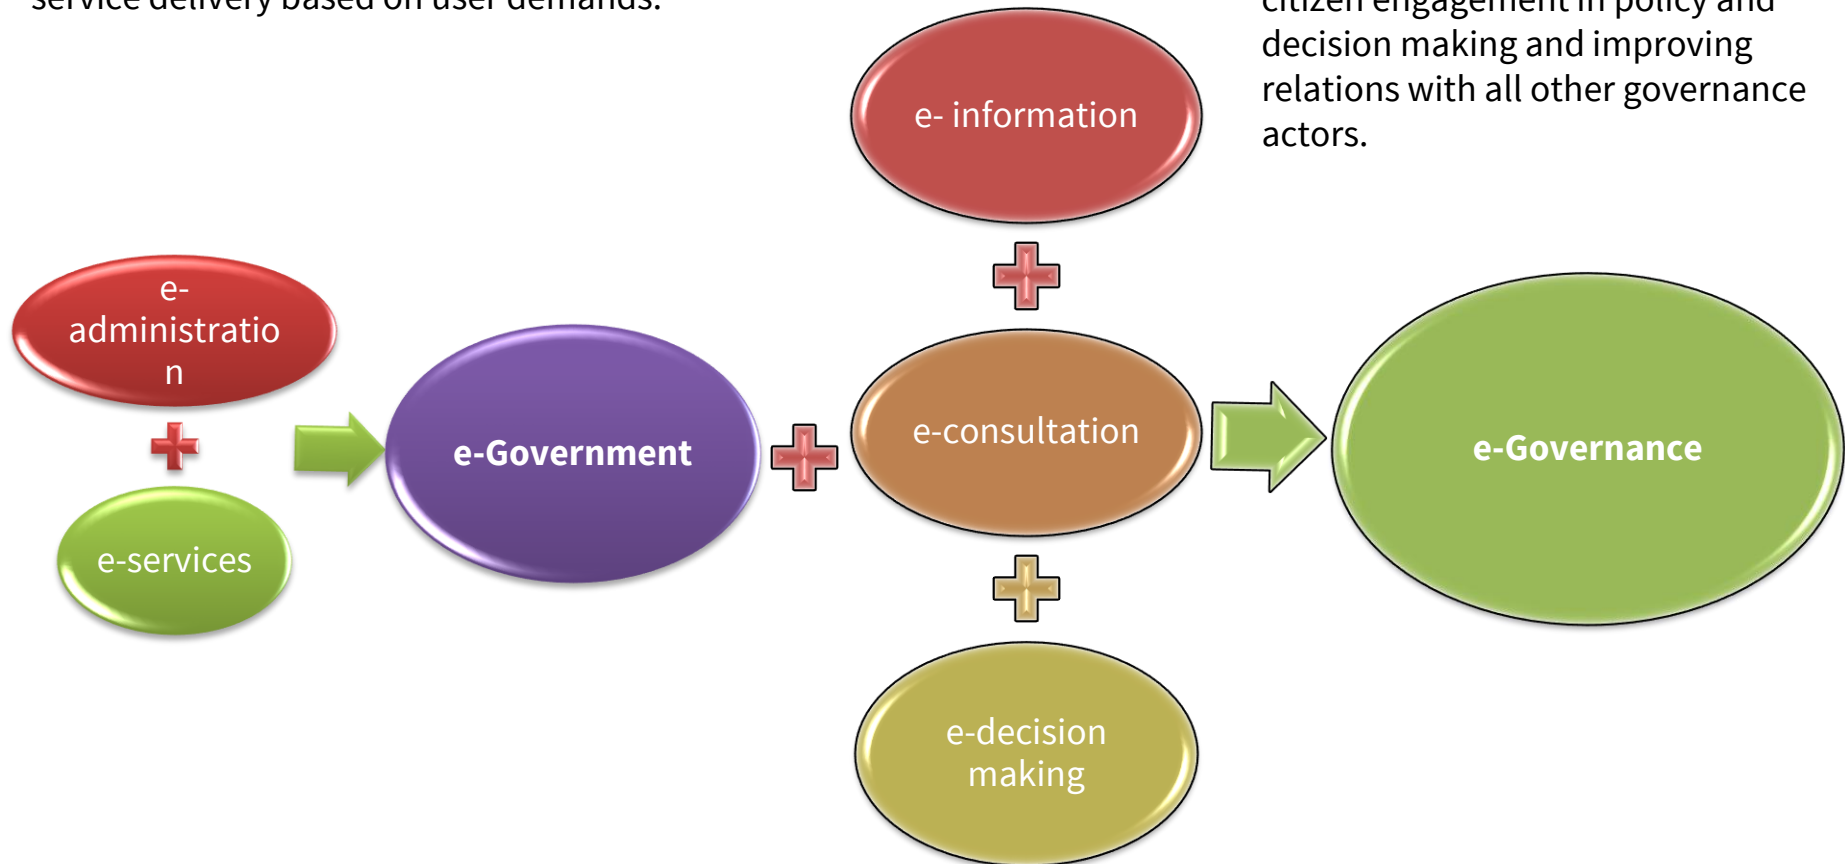 service delivery based on user demands.
citizen engagement in policy and
decision making and improving
relations with all other governance
actors.
e- information
e-
administratio
n
e-services
e-Government
e-consultation
e-decision
making
e-Governance